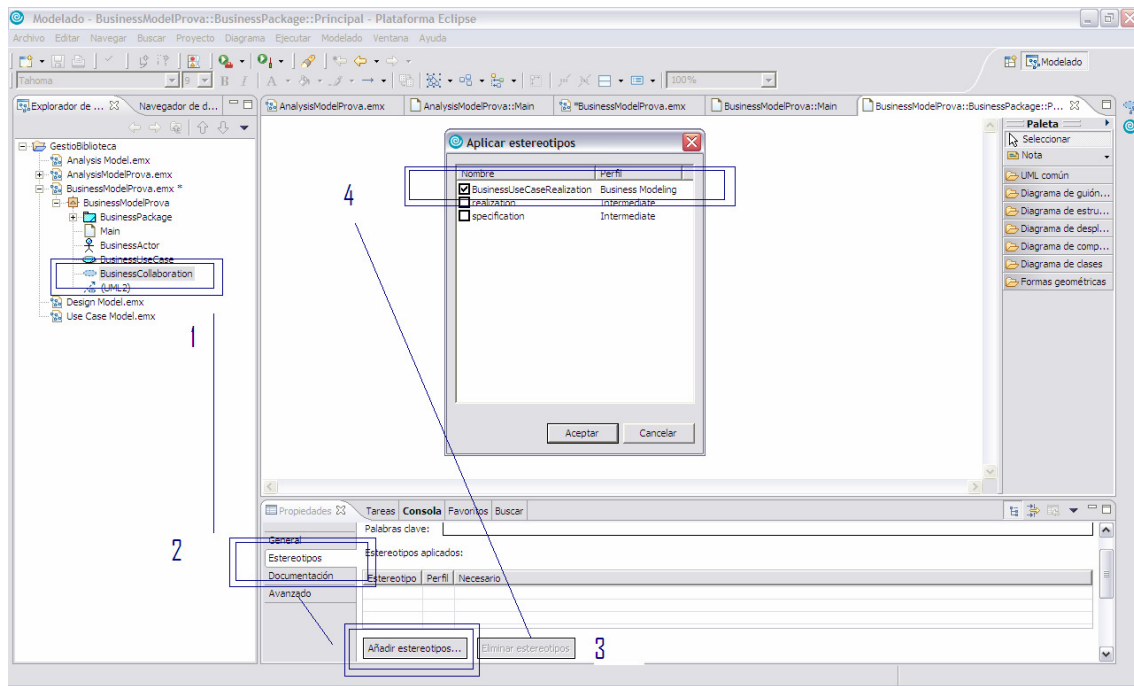 Modelado - BusinessModelProva::BusinessPackage::Principal - Plataforma Eclipse
Archivo Editar Navegar Buscar Proyecto Diagrama Ejecutar Modelado Ventana Ayuda
Modelado
Tahoma 9 B I A 100%
Explorador de ... Navegador de d...
AnalysisModelProva.emx AnalysisModelProva::Main *BusinessModelProva.emx BusinessModelProva::Main BusinessModelProva::BusinessPackage::P...
GestioBiblioteca
Analysis Model.emx
AnalysisModelProva.emx
BusinessModelProva.emx *
BusinessModelProva
BusinessPackage
Main
BusinessActor
BusinessUseCase
BusinessCollaboration
(UML2)
Design Model.emx
Use Case Model.emx
1
2
4
Aplicar estereotipos
Nombre Perfil
BusinessUseCaseRealization Business Modeling
realization Intermediate
specification Intermediate
Aceptar Cancelar
Paleta
Seleccionar
Nota
UML común
Diagrama de guión...
Diagrama de estru...
Diagrama de despl...
Diagrama de comp...
Diagrama de clases
Formas geométricas
Propiedades Tareas Consola Favoritos Buscar
General
Estereotipos
Documentación
Avanzado
Palabras clave:
Estereotipos aplicados:
Estereotipo Perfil Necesario
Añadir estereotipos... Eliminar estereotipos
3